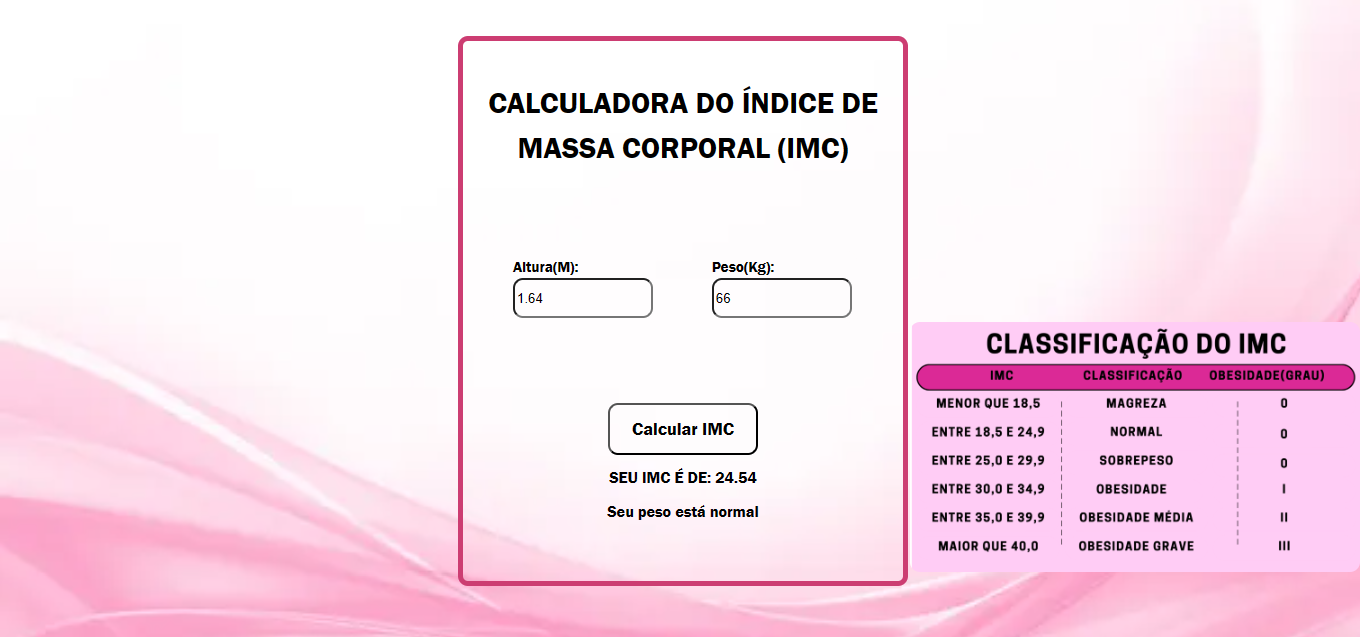 CALCULADORA DO ÍNDICE DE
MASSA CORPORAL (IMC)
Altura(M): Peso(Kg):
1.64 66
Calcular IMC
SEU IMC É DE: 24.54
Seu peso está normal
CLASSIFICAÇÃO DO IMC
IMC CLASSIFICAÇÃO OBESIDADE(GRAU)
MENOR QUE 18,5 MAGREZA 0
ENTRE 18,5 E 24,9 NORMAL 0
ENTRE 25,0 E 29,9 SOBREPESO 0
ENTRE 30,0 E 34,9 OBESIDADE I
ENTRE 35,0 E 39,9 OBESIDADE MÉDIA II
MAIOR QUE 40,0 OBESIDADE GRAVE III